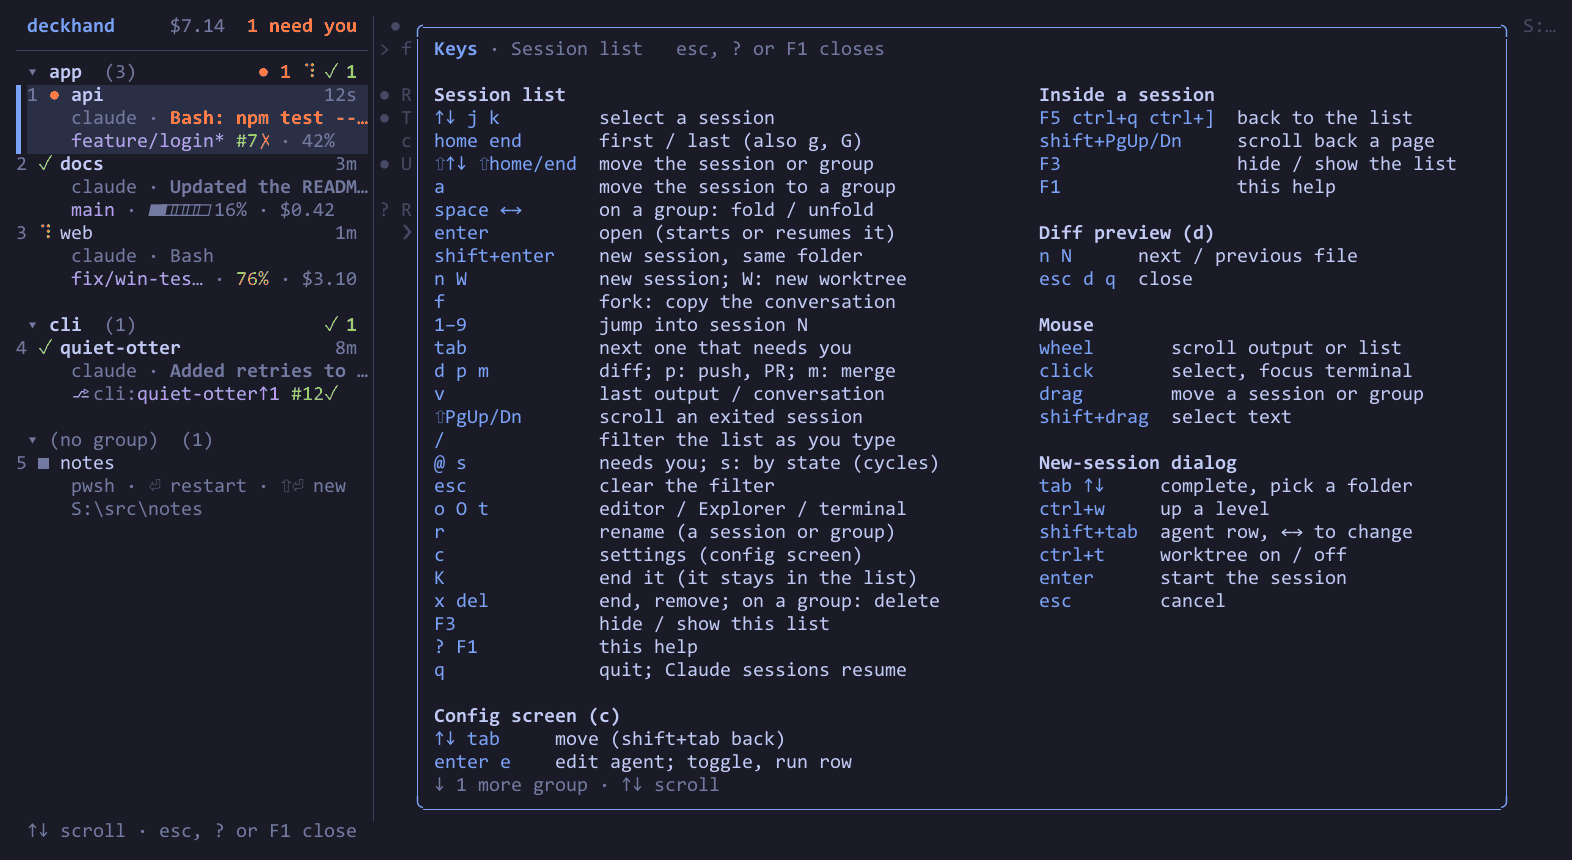 deckhand $7.14 1 need you
▾ app (3) ● 1 ⠹ ✓ 1
1 ● api 12s
claude · Bash: npm test --…
feature/login* #7✗ · 42%
2 ✓ docs 3m
claude · Updated the READM…
main · 16% · $0.42
3 ⠹ web 1m
claude · Bash
fix/win-tes… · 76% · $3.10
▾ cli (1) ✓ 1
4 ✓ quiet-otter 8m
claude · Added retries to …
⎇ cli:quiet-otter↑1 #12✓
▾ (no group) (1)
5 ■ notes
pwsh · ⏎ restart · ⇧⏎ new
S:\src\notes
↑↓ scroll · esc, ? or F1 close
●
> f
● R
● T
c
● U
? R
❯
S:…
Keys · Session list esc, ? or F1 closes
Session list
↑↓ j k select a session
home end first / last (also g, G)
⇧↑↓ ⇧home/end move the session or group
a move the session to a group
space ←→ on a group: fold / unfold
enter open (starts or resumes it)
shift+enter new session, same folder
n W new session; W: new worktree
f fork: copy the conversation
1–9 jump into session N
tab next one that needs you
d p m diff; p: push, PR; m: merge
v last output / conversation
⇧PgUp/Dn scroll an exited session
/ filter the list as you type
@ s needs you; s: by state (cycles)
esc clear the filter
o O t editor / Explorer / terminal
r rename (a session or group)
c settings (config screen)
K end it (it stays in the list)
x del end, remove; on a group: delete
F3 hide / show this list
? F1 this help
q quit; Claude sessions resume
Config screen (c)
↑↓ tab move (shift+tab back)
enter e edit agent; toggle, run row
↓ 1 more group · ↑↓ scroll
Inside a session
F5 ctrl+q ctrl+] back to the list
shift+PgUp/Dn scroll back a page
F3 hide / show the list
F1 this help
Diff preview (d)
n N next / previous file
esc d q close
Mouse
wheel scroll output or list
click select, focus terminal
drag move a session or group
shift+drag select text
New-session dialog
tab ↑↓ complete, pick a folder
ctrl+w up a level
shift+tab agent row, ←→ to change
ctrl+t worktree on / off
enter start the session
esc cancel